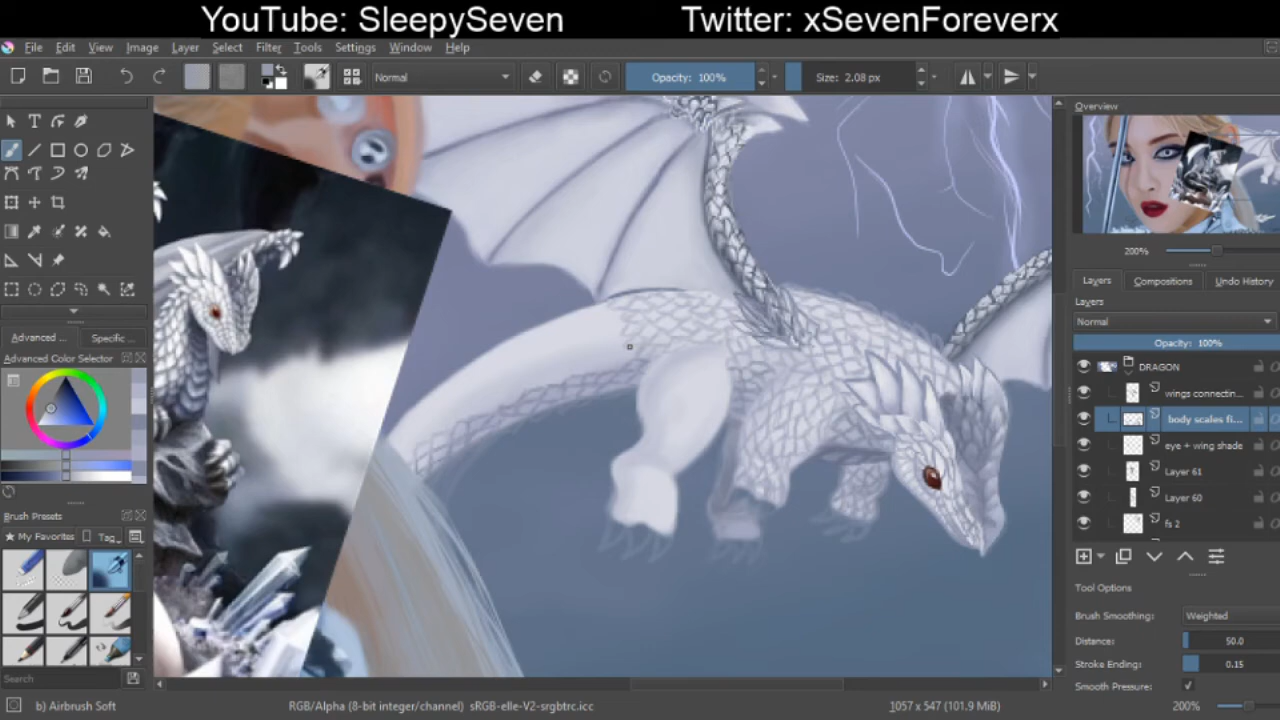 YouTube: SleepySeven Twitter: xSevenForeverx
File Edit View Image Layer Select Filter Tools Settings Window Help
Normal Opacity: 100% Size: 2.08 px
Overview
200%
Layers Compositions Undo History
Layers
Normal
Opacity: 100%
DRAGON
wings connectin...
body scales fi...
eye + wing shade
Layer 61
Layer 60
fs 2
Tool Options
Brush Smoothing: Weighted
Distance: 50.0
Stroke Ending: 0.15
Smooth Pressure:
Advanced ... Specific ...
Advanced Color Selector
Brush Presets
My Favorites Tag
Search
b) Airbrush Soft RGB/Alpha (8-bit integer/channel) sRGB-elle-V2-srgbtrc.icc 1057 x 547 (101.9 MiB) 200%